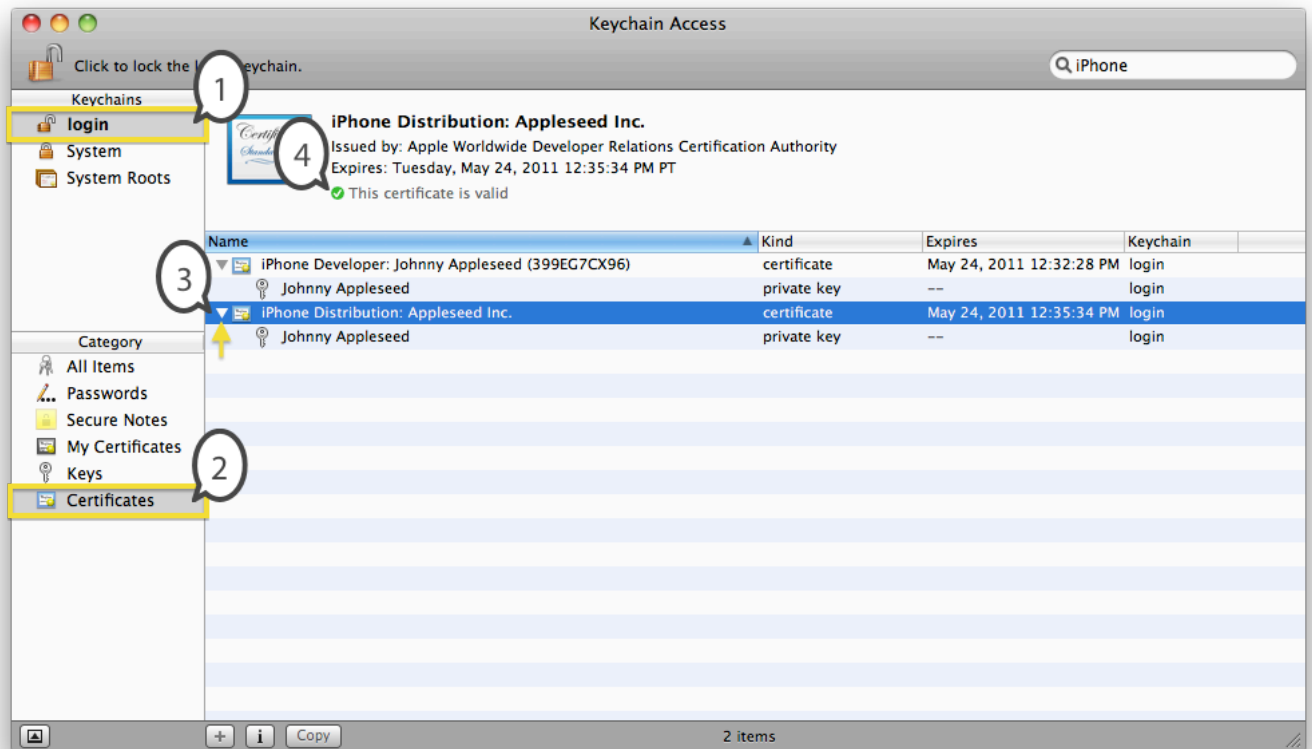 Keychain Access
Click to lock the l eychain.
iPhone
1
Keychains
login
System
System Roots
4
iPhone Distribution: Appleseed Inc.
Issued by: Apple Worldwide Developer Relations Certification Authority
Expires: Tuesday, May 24, 2011 12:35:34 PM PT
This certificate is valid
Name Kind Expires Keychain
3
iPhone Developer: Johnny Appleseed (399EG7CX96) certificate May 24, 2011 12:32:28 PM login
Johnny Appleseed private key -- login
iPhone Distribution: Appleseed Inc. certificate May 24, 2011 12:35:34 PM login
Johnny Appleseed private key -- login
Category
All Items
Passwords
Secure Notes
My Certificates
Keys
2
Certificates
+ i Copy 2 items